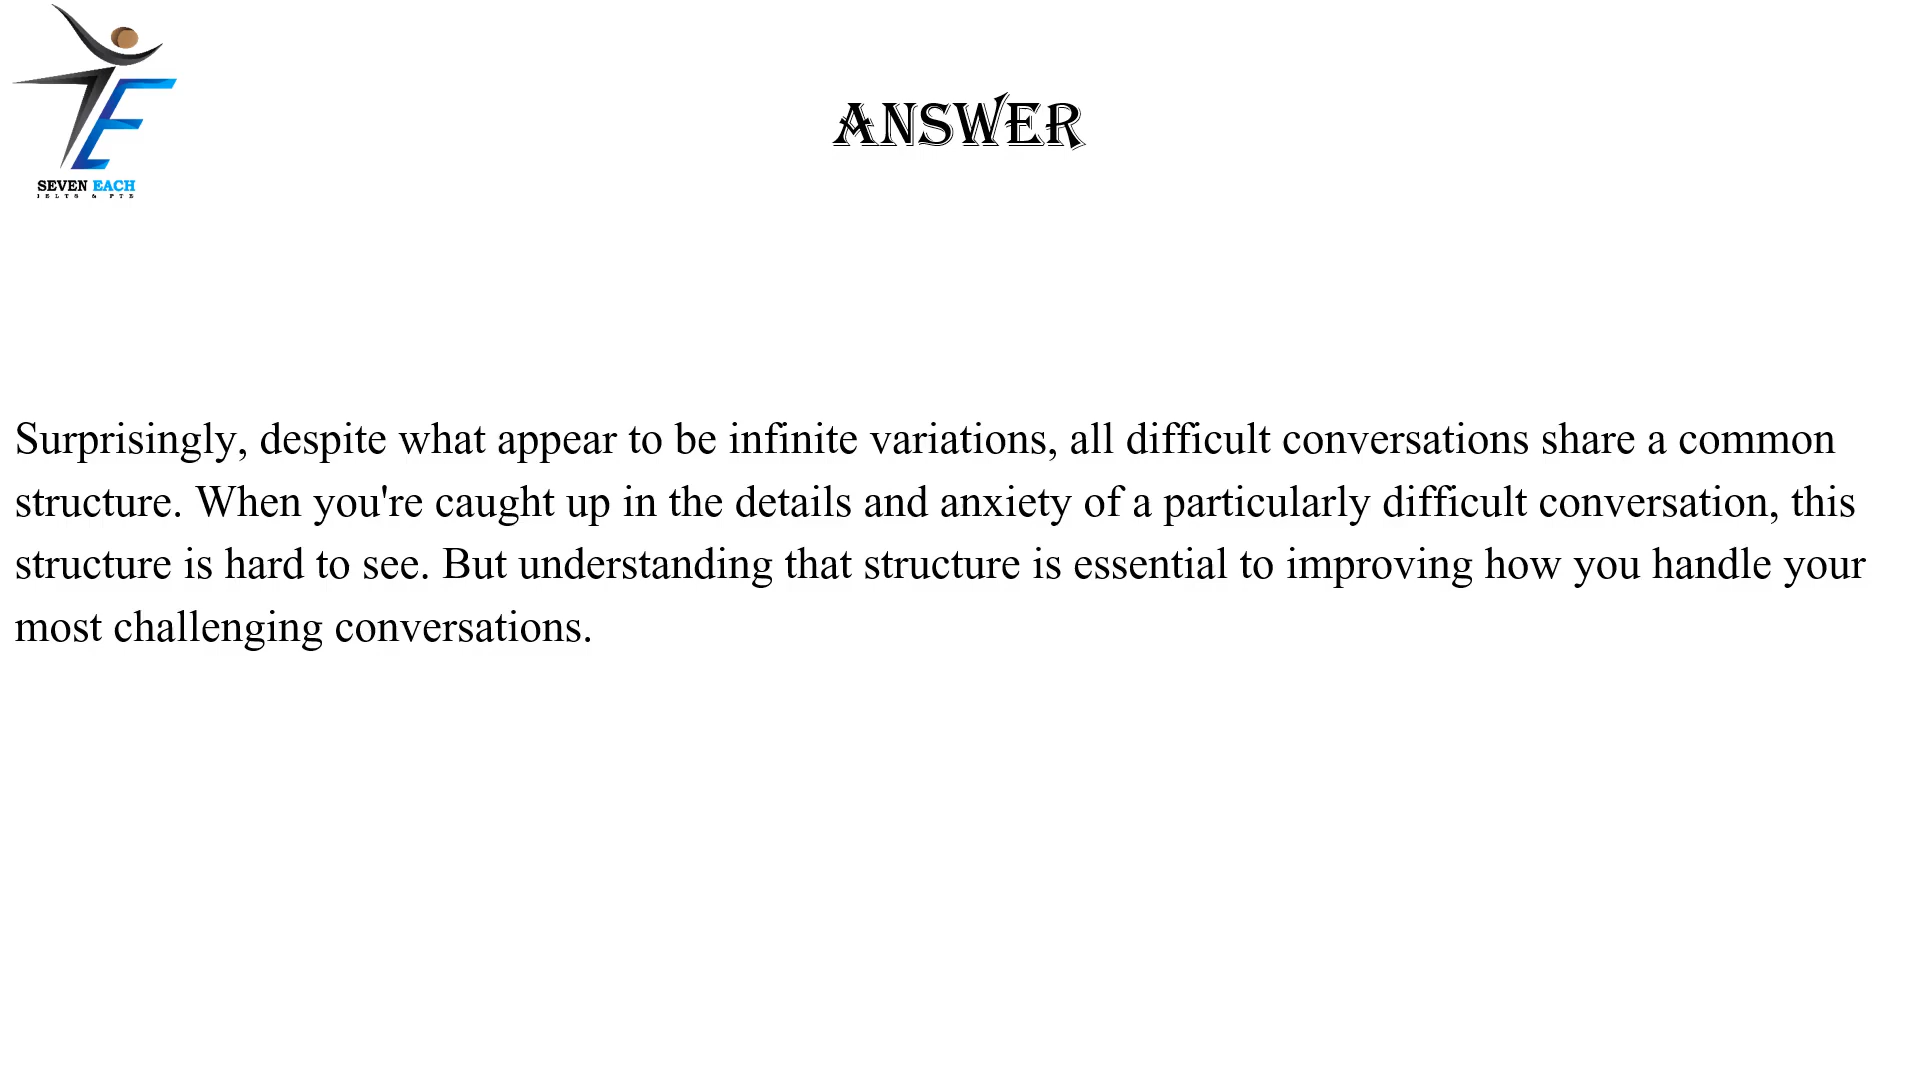 SEVEN EACH
IELTS & PTE
ANSWER
Surprisingly, despite what appear to be infinite variations, all difficult conversations share a common
structure. When you're caught up in the details and anxiety of a particularly difficult conversation, this
structure is hard to see. But understanding that structure is essential to improving how you handle your
most challenging conversations.